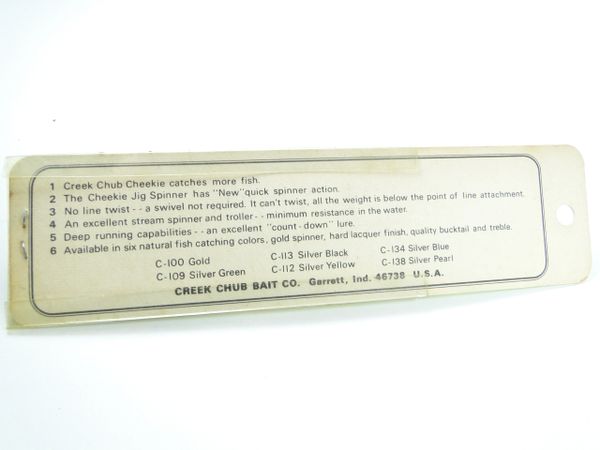 1 Creek Chub Cheekie catches more fish.
2 The Cheekie Jig Spinner has "New" quick spinner action.
3 No line twist - - a swivel not required. It can't twist, all the weight is below the point of line attachment.
4 An excellent stream spinner and troller - - minimum resistance in the water.
5 Deep running capabilities - - an excellent "count-down" lure.
6 Available in six natural fish catching colors, gold spinner, hard lacquer finish, quality bucktail and treble.
C-100 Gold C-113 Silver Black C-134 Silver Blue
C-109 Silver Green C-112 Silver Yellow C-138 Silver Pearl
CREEK CHUB BAIT CO. Garrett, Ind. 46738 U.S.A.